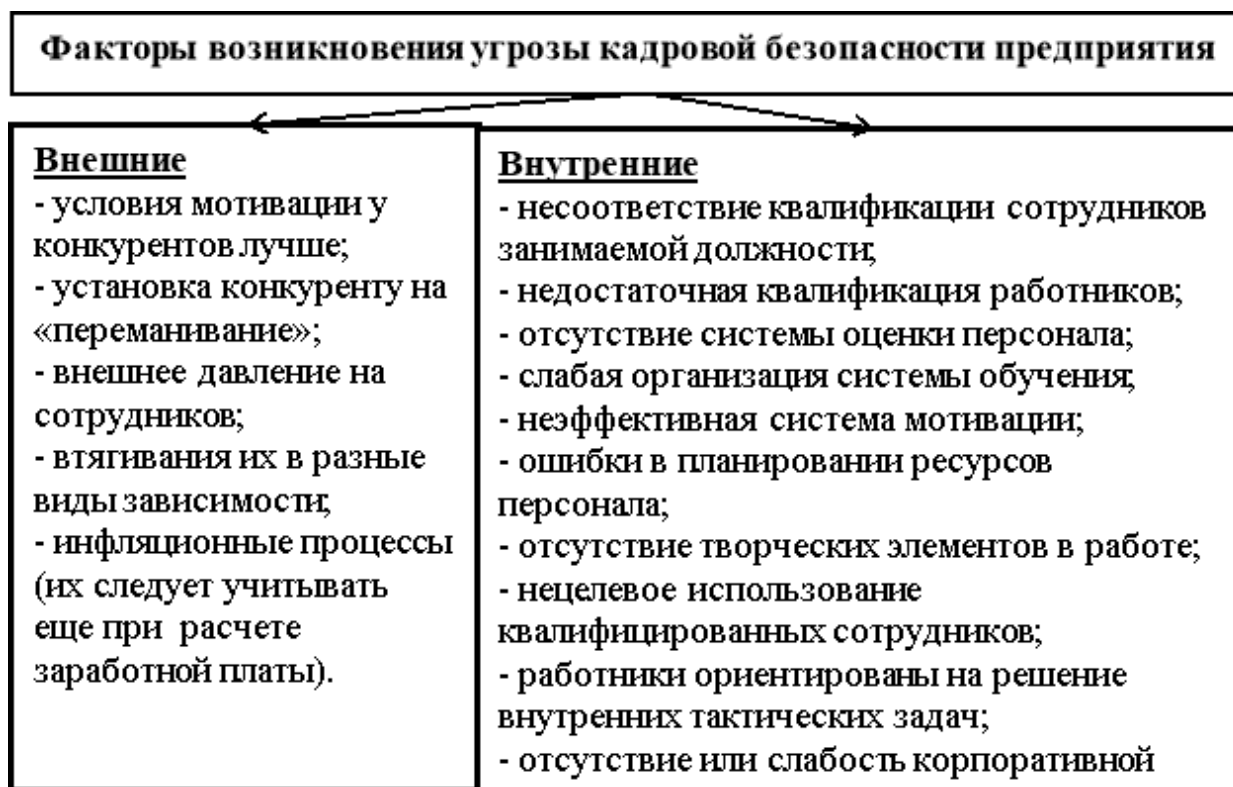 Факторы возникновения угрозы кадровой безопасности предприятия
Внешние
- условия мотивации у
конкурентов лучше;
- установка конкуренту на
«переманивание»;
- внешнее давление на
сотрудников;
- втягивания их в разные
виды зависимости;
- инфляционные процессы
(их следует учитывать
еще при расчете
заработной платы).
Внутренние
- несоответствие квалификации сотрудников
занимаемой должности;
- недостаточная квалификация работников;
- отсутствие системы оценки персонала;
- слабая организация системы обучения;
- неэффективная система мотивации;
- ошибки в планировании ресурсов
персонала;
- отсутствие творческих элементов в работе;
- нецелевое использование
квалифицированных сотрудников;
- работники ориентированы на решение
внутренних тактических задач;
- отсутствие или слабость корпоративной